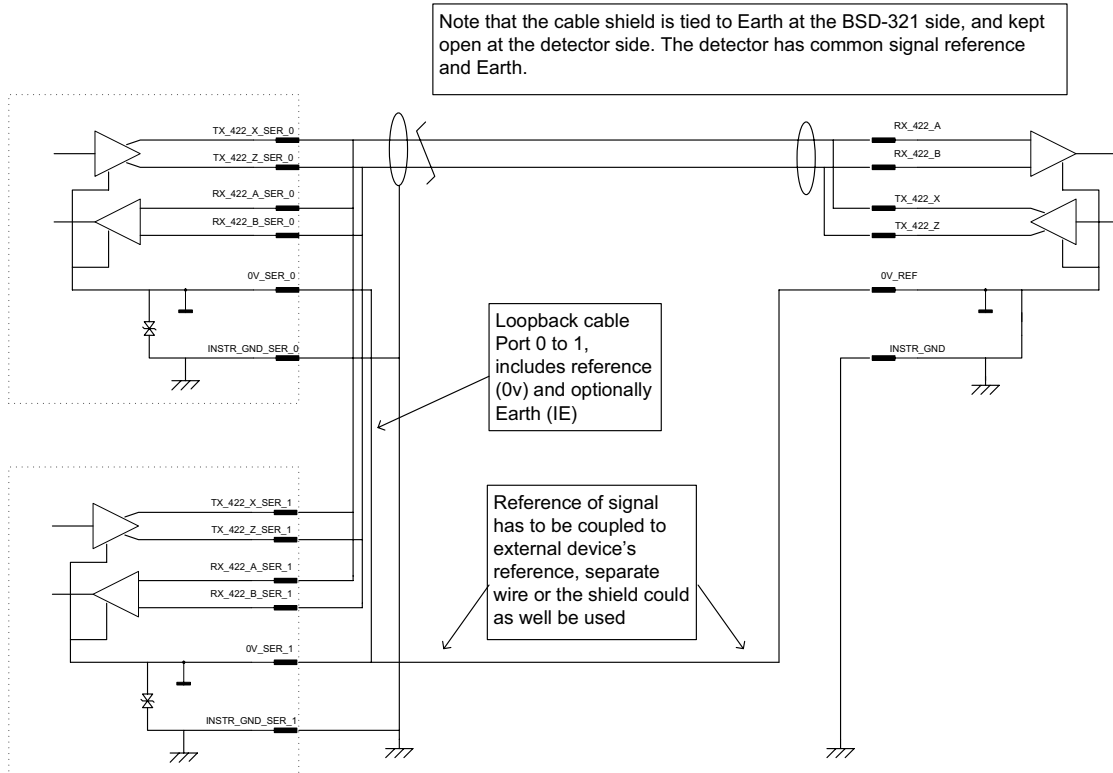 Note that the cable shield is tied to Earth at the BSD-321 side, and kept
open at the detector side. The detector has common signal reference
and Earth.
TX_422_X_SER_0
TX_422_Z_SER_0
RX_422_A_SER_0
RX_422_B_SER_0
0V_SER_0
INSTR_GND_SER_0
RX_422_A
RX_422_B
TX_422_X
TX_422_Z
0V_REF
INSTR_GND
Loopback cable
Port 0 to 1,
includes reference
(0v) and optionally
Earth (IE)
TX_422_X_SER_1
TX_422_Z_SER_1
RX_422_A_SER_1
RX_422_B_SER_1
0V_SER_1
INSTR_GND_SER_1
Reference of signal
has to be coupled to
external device's
reference, separate
wire or the shield could
as well be used